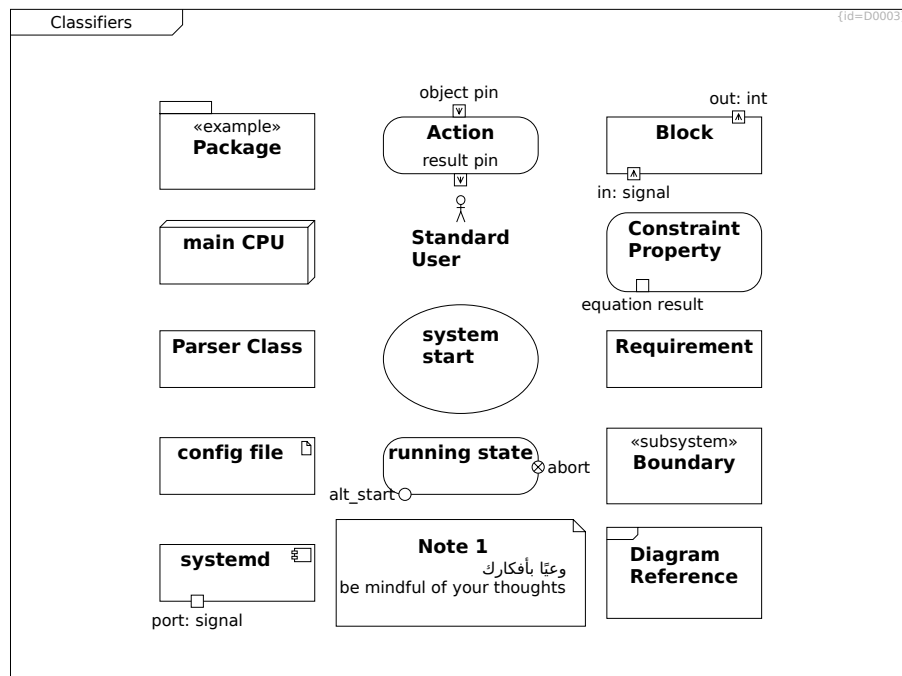 Classifiers
{id=D0003
object pin
out: int
«example»
Package
Action
result pin
Block
in: signal
main CPU
Standard
User
Constraint
Property
equation result
Parser Class
system
start
Requirement
config file
running state
abort
alt_start
«subsystem»
Boundary
systemd
port: signal
Note 1
وعيًا بأفكارك
be mindful of your thoughts
Diagram
Reference